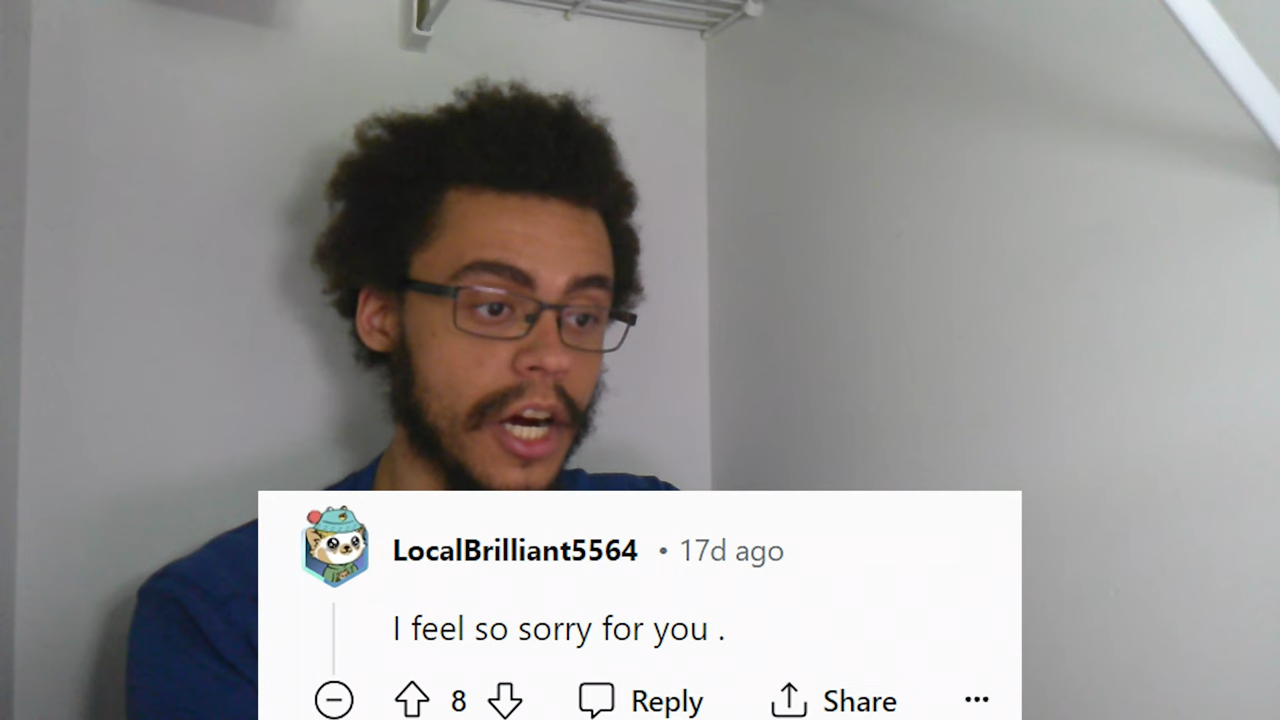 LocalBrilliant5564 • 17d ago
I feel so sorry for you .
8 Reply Share ...